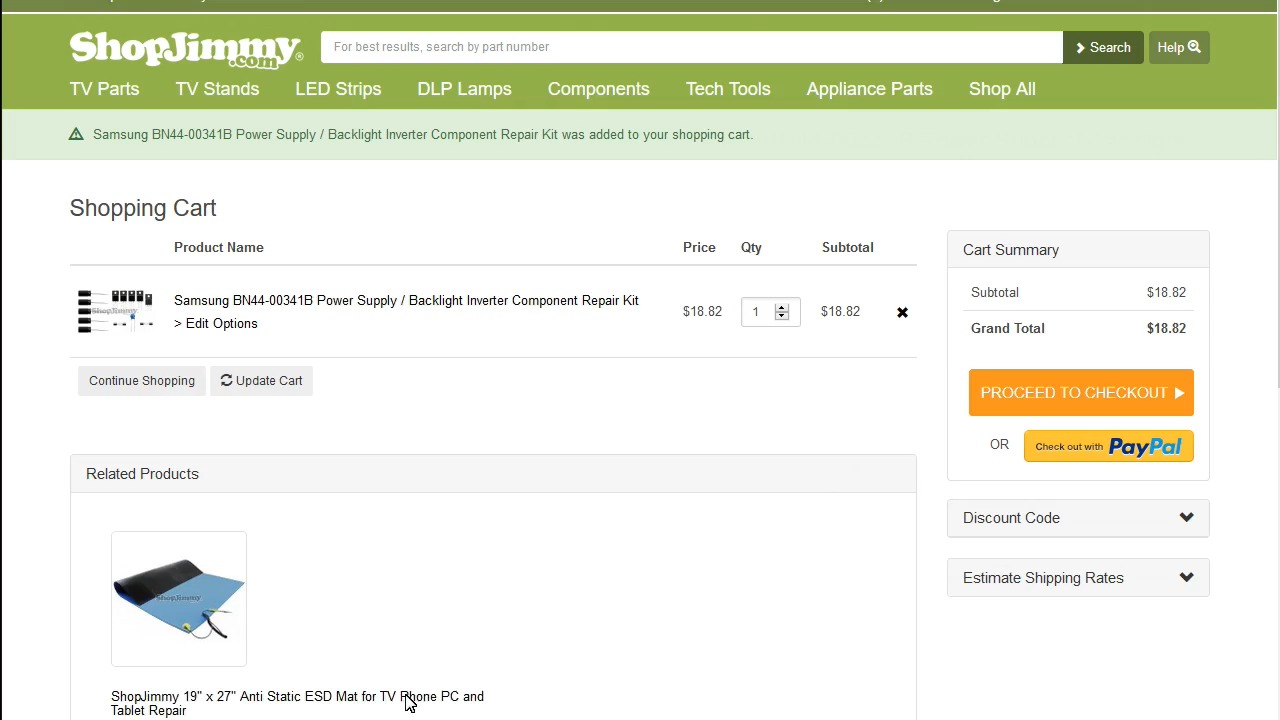 ShopJimmy.com®
For best results, search by part number
Search
Help
TV Parts
TV Stands
LED Strips
DLP Lamps
Components
Tech Tools
Appliance Parts
Shop All
Samsung BN44-00341B Power Supply / Backlight Inverter Component Repair Kit was added to your shopping cart.
Shopping Cart
Product Name Price Qty Subtotal
ShopJimmy
Samsung BN44-00341B Power Supply / Backlight Inverter Component Repair Kit
> Edit Options
$18.82 1 $18.82
Continue Shopping
Update Cart
Cart Summary
Subtotal $18.82
Grand Total $18.82
PROCEED TO CHECKOUT
OR
Check out with PayPal
Discount Code
Estimate Shipping Rates
Related Products
ShopJimmy
ShopJimmy 19" x 27" Anti Static ESD Mat for TV Phone PC and
Tablet Repair